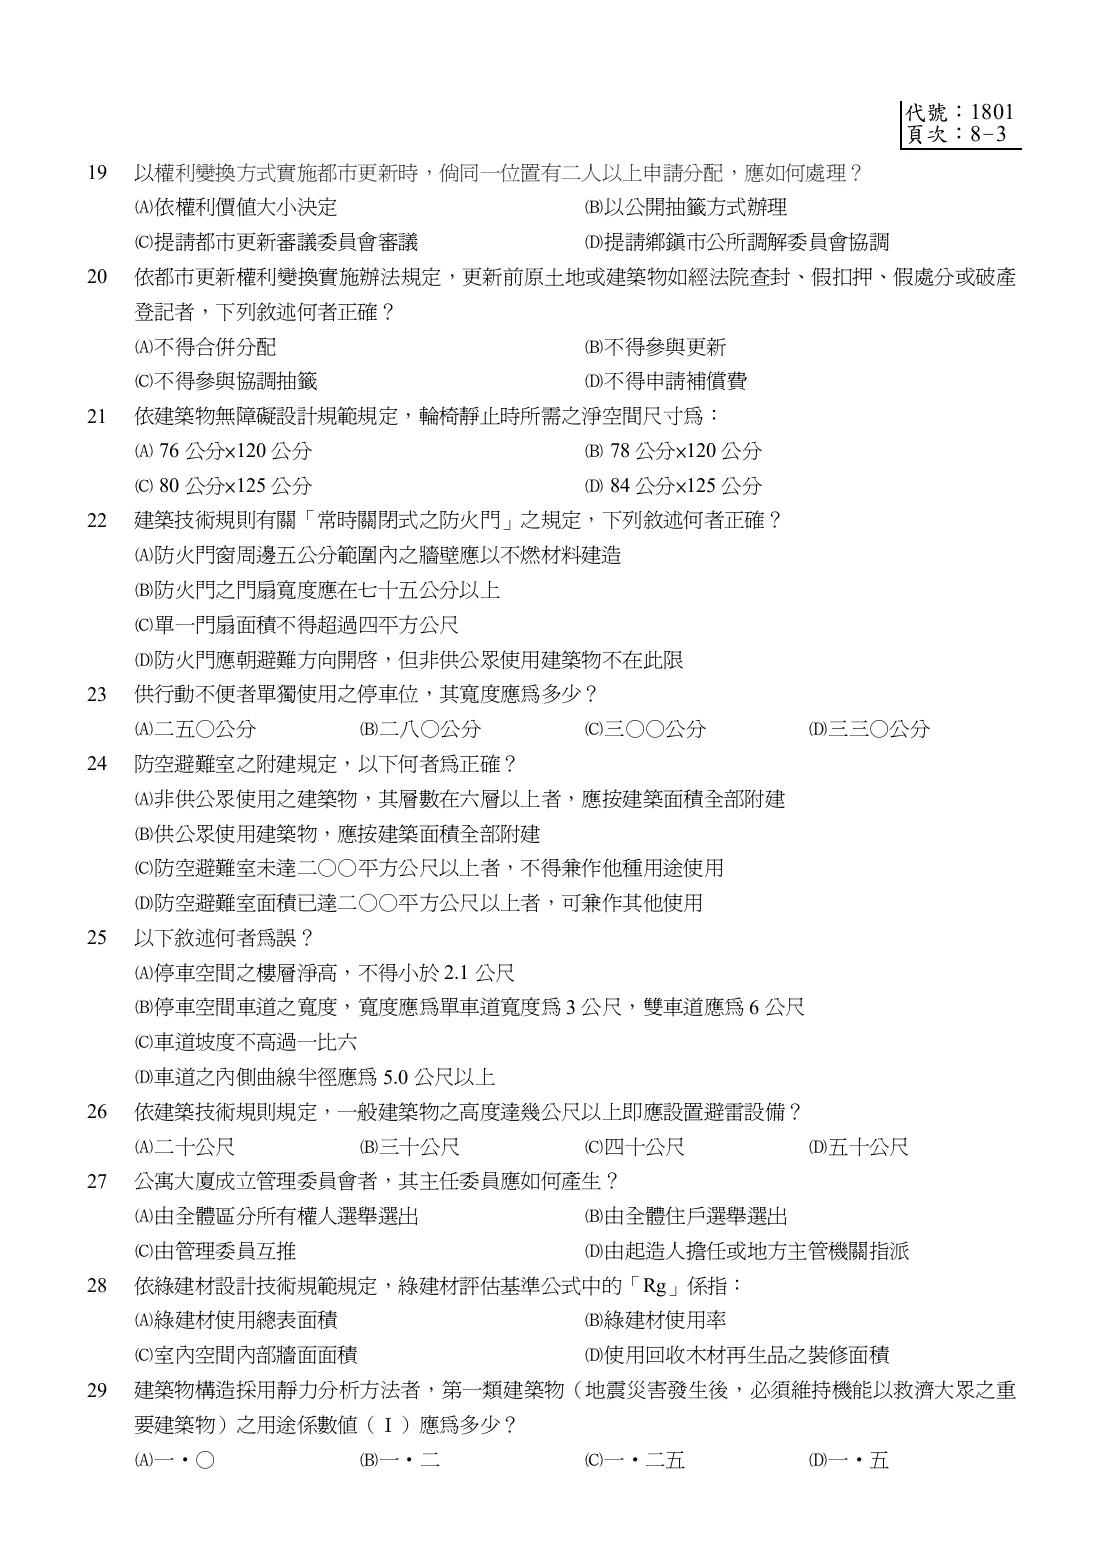 代號：1801
頁次：8－3
19 以權利變換方式實施都市更新時，倘同一位置有二人以上申請分配，應如何處理？
(A)依權利價值大小決定 (B)以公開抽籤方式辦理
(C)提請都市更新審議委員會審議 (D)提請鄉鎮市公所調解委員會協調
20 依都市更新權利變換實施辦法規定，更新前原土地或建築物如經法院查封、假扣押、假處分或破產
登記者，下列敘述何者正確？
(A)不得合併分配 (B)不得參與更新
(C)不得參與協調抽籤 (D)不得申請補償費
21 依建築物無障礙設計規範規定，輪椅靜止時所需之淨空間尺寸為：
(A) 76 公分×120 公分 (B) 78 公分×120 公分
(C) 80 公分×125 公分 (D) 84 公分×125 公分
22 建築技術規則有關「常時關閉式之防火門」之規定，下列敘述何者正確？
(A)防火門窗周邊五公分範圍內之牆壁應以不燃材料建造
(B)防火門之門扇寬度應在七十五公分以上
(C)單一門扇面積不得超過四平方公尺
(D)防火門應朝避難方向開啟，但非供公眾使用建築物不在此限
23 供行動不便者單獨使用之停車位，其寬度應為多少？
(A)二五○公分 (B)二八○公分 (C)三○○公分 (D)三三○公分
24 防空避難室之附建規定，以下何者為正確？
(A)非供公眾使用之建築物，其層數在六層以上者，應按建築面積全部附建
(B)供公眾使用建築物，應按建築面積全部附建
(C)防空避難室未達二○○平方公尺以上者，不得兼作他種用途使用
(D)防空避難室面積已達二○○平方公尺以上者，可兼作其他使用
25 以下敘述何者為誤？
(A)停車空間之樓層淨高，不得小於 2.1 公尺
(B)停車空間車道之寬度，寬度應為單車道寬度為 3 公尺，雙車道應為 6 公尺
(C)車道坡度不高過一比六
(D)車道之內側曲線半徑應為 5.0 公尺以上
26 依建築技術規則規定，一般建築物之高度達幾公尺以上即應設置避雷設備？
(A)二十公尺 (B)三十公尺 (C)四十公尺 (D)五十公尺
27 公寓大廈成立管理委員會者，其主任委員應如何產生？
(A)由全體區分所有權人選舉選出 (B)由全體住戶選舉選出
(C)由管理委員互推 (D)由起造人擔任或地方主管機關指派
28 依綠建材設計技術規範規定，綠建材評估基準公式中的「Rg」係指：
(A)綠建材使用總表面積 (B)綠建材使用率
(C)室內空間內部牆面面積 (D)使用回收木材再生品之裝修面積
29 建築物構造採用靜力分析方法者，第一類建築物（地震災害發生後，必須維持機能以救濟大眾之重
要建築物）之用途係數值（Ｉ）應為多少？
(A)一‧○ (B)一‧二 (C)一‧二五 (D)一‧五